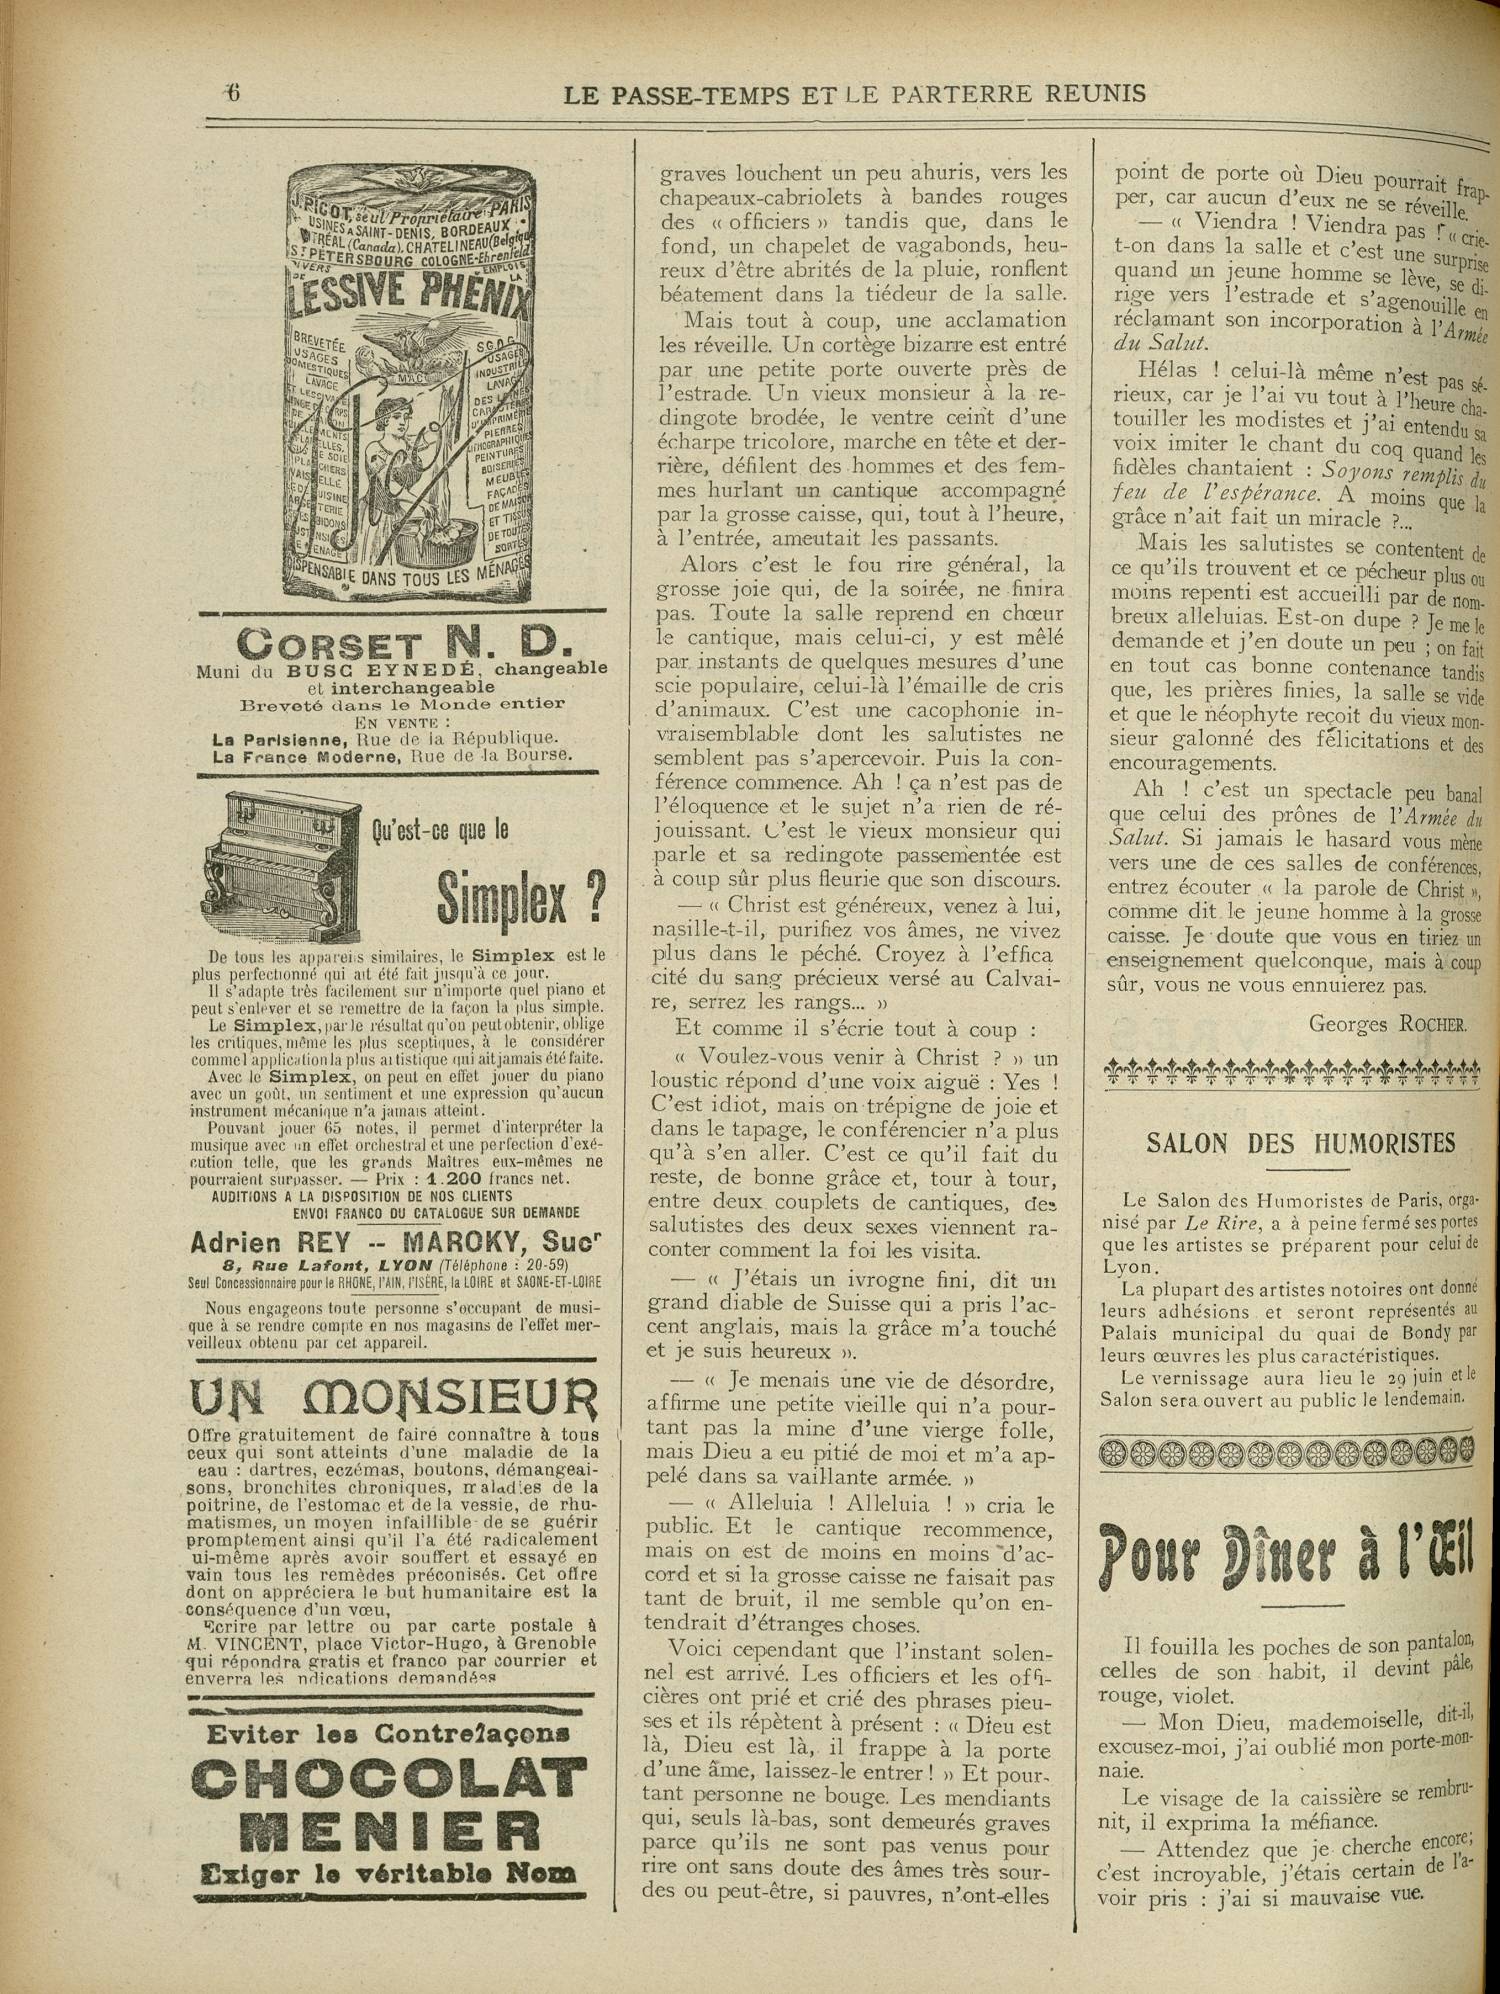 6
LE PASSE-TEMPS ET LE PARTERRE REUNIS
J. PICOT, seul Propriétaire PARIS
USINES A SAINT-DENIS, BORDEAUX
(Canada), CHATELINEAU (Belgique
ST PÉTERSBOURG COLOGNE-Ehrenfeld
DIVERS EMPLOIS
DE LA
LESSIVE PHÉNIX
BREVETÉE S.G.D.G.
USAGES
DOMESTIQUES
LAVAGE
USAGES
INDUSTRIELS
LAVAGE
PIERRES
LITHOGRAPHIQUES
PEINTURES
BOISERIES
MEUBLES
FAÇADES
DE MAISON
ET TISSUS
DE TOUTES
SORTES
DANS TOUS LES MÉNAGES
CORSET N. D.
Muni du BUSC EYNEDÉ, changeable
et interchangeable
Breveté dans le Monde entier
EN VENTE :
La Parisienne, Rue de la République.
La France Moderne, Rue de la Bourse.
Qu'est-ce que le
Simplex ?
De tous les appareils similaires, le Simplex est le
plus perfectionné qui ait été fait jusqu'à ce jour.
Il s'adapte très facilement sur n'importe quel piano et
peut s'enlever et se remettre de la façon la plus simple.
Le Simplex, par le résultat qu'on peut obtenir, oblige
les critiques, même les plus sceptiques, à le considérer
comme l'application la plus artistique qui ait jamais été faite.
Avec le Simplex, on peut en effet jouer du piano
avec un goût, un sentiment et une expression qu'aucun
instrument mécanique n'a jamais atteint.
Pouvant jouer 65 notes, il permet d'interpréter la
musique avec un effet orchestral et une perfection d'exé-
cution telle, que les grands Maîtres eux-mêmes ne
pourraient surpasser. — Prix : 1.200 francs net.
AUDITIONS A LA DISPOSITION DE NOS CLIENTS
ENVOI FRANCO DU CATALOGUE SUR DEMANDE
Adrien REY -- MAROKY, Sucr
8, Rue Lafont, LYON (Téléphone : 20-59)
Seul Concessionnaire pour le RHONE, l'AIN, l'ISÈRE, la LOIRE et SAONE-ET-LOIRE
Nous engageons toute personne s'occupant de musi-
que à se rendre compte en nos magasins de l'effet mer-
veilleux obtenu par cet appareil.
UN MONSIEUR
Offre gratuitement de faire connaître à tous
ceux qui sont atteints d'une maladie de la
eau : dartres, eczémas, boutons, démangeai-
sons, bronchites chroniques, maladies de la
poitrine, de l'estomac et de la vessie, de rhu-
matismes, un moyen infaillible de se guérir
promptement ainsi qu'il l'a été radicalement
ui-même après avoir souffert et essayé en
vain tous les remèdes préconisés. Cet offre
dont on appréciera le but humanitaire est la
conséquence d'un vœu,
Ecrire par lettre ou par carte postale à
M. VINCENT, place Victor-Hugo, à Grenoble
qui répondra gratis et franco par courrier et
enverra les ndications demandées
Eviter les Contrefaçons
CHOCOLAT
MENIER
Exiger le véritable Nom
graves louchent un peu ahuris, vers les
chapeaux-cabriolets à bandes rouges
des « officiers » tandis que, dans le
fond, un chapelet de vagabonds, heu-
reux d'être abrités de la pluie, ronflent
béatement dans la tiédeur de la salle.
Mais tout à coup, une acclamation
les réveille. Un cortège bizarre est entré
par une petite porte ouverte près de
l'estrade. Un vieux monsieur à la re-
dingote brodée, le ventre ceint d'une
écharpe tricolore, marche en tête et der-
rière, défilent des hommes et des fem-
mes hurlant un cantique accompagné
par la grosse caisse, qui, tout à l'heure,
à l'entrée, ameutait les passants.
Alors c'est le fou rire général, la
grosse joie qui, de la soirée, ne finira
pas. Toute la salle reprend en chœur
le cantique, mais celui-ci, y est mêlé
par instants de quelques mesures d'une
scie populaire, celui-là l'émaille de cris
d'animaux. C'est une cacophonie in-
vraisemblable dont les salutistes ne
semblent pas s'apercevoir. Puis la con-
férence commence. Ah ! ça n'est pas de
l'éloquence et le sujet n'a rien de ré-
jouissant. C'est le vieux monsieur qui
parle et sa redingote passementée est
à coup sûr plus fleurie que son discours.
— « Christ est généreux, venez à lui,
nasille-t-il, purifiez vos âmes, ne vivez
plus dans le péché. Croyez à l'effica
cité du sang précieux versé au Calvai-
re, serrez les rangs... »
Et comme il s'écrie tout à coup :
« Voulez-vous venir à Christ ? » un
loustic répond d'une voix aiguë : Yes !
C'est idiot, mais on trépigne de joie et
dans le tapage, le conférencier n'a plus
qu'à s'en aller. C'est ce qu'il fait du
reste, de bonne grâce et, tour à tour,
entre deux couplets de cantiques, des
salutistes des deux sexes viennent ra-
conter comment la foi les visita.
— « J'étais un ivrogne fini, dit un
grand diable de Suisse qui a pris l'ac-
cent anglais, mais la grâce m'a touché
et je suis heureux ».
— « Je menais une vie de désordre,
affirme une petite vieille qui n'a pour-
tant pas la mine d'une vierge folle,
mais Dieu a eu pitié de moi et m'a ap-
pelé dans sa vaillante armée. »
— « Alleluia ! Alleluia ! » cria le
public. Et le cantique recommence,
mais on est de moins en moins d'ac-
cord et si la grosse caisse ne faisait pas
tant de bruit, il me semble qu'on en-
tendrait d'étranges choses.
Voici cependant que l'instant solen-
nel est arrivé. Les officiers et les offi-
cières ont prié et crié des phrases pieu-
ses et ils répètent à présent : « Dieu est
là, Dieu est là, il frappe à la porte
d'une âme, laissez-le entrer ! » Et pour-
tant personne ne bouge. Les mendiants
qui, seuls là-bas, sont demeurés graves
parce qu'ils ne sont pas venus pour
rire ont sans doute des âmes très sour-
des ou peut-être, si pauvres, n'ont-elles
point de porte où Dieu pourrait frap-
per, car aucun d'eux ne se réveille.
— « Viendra ! Viendra pas ! « crie-
t-on dans la salle et c'est une surprise
quand un jeune homme se lève, se di-
rige vers l'estrade et s'agenouille en
réclamant son incorporation à l'Armée
du Salut.
Hélas ! celui-là même n'est pas sé-
rieux, car je l'ai vu tout à l'heure cha-
touiller les modistes et j'ai entendu sa
voix imiter le chant du coq quand les
fidèles chantaient : Soyons remplis du
feu de l'espérance. A moins que la
grâce n'ait fait un miracle ?...
Mais les salutistes se contentent de
ce qu'ils trouvent et ce pécheur plus ou
moins repenti est accueilli par de nom-
breux alleluias. Est-on dupe ? Je me le
demande et j'en doute un peu ; on fait
en tout cas bonne contenance tandis
que, les prières finies, la salle se vide
et que le néophyte reçoit du vieux mon-
sieur galonné des félicitations et des
encouragements.
Ah ! c'est un spectacle peu banal
que celui des prônes de l'Armée du
Salut. Si jamais le hasard vous mène
vers une de ces salles de conférences,
entrez écouter « la parole de Christ »,
comme dit le jeune homme à la grosse
caisse. Je doute que vous en tiriez un
enseignement quelconque, mais à coup
sûr, vous ne vous ennuierez pas.
Georges ROCHER.
SALON DES HUMORISTES
Le Salon des Humoristes de Paris, orga-
nisé par Le Rire, a à peine fermé ses portes
que les artistes se préparent pour celui de
Lyon.
La plupart des artistes notoires ont donné
leurs adhésions et seront représentés au
Palais municipal du quai de Bondy par
leurs œuvres les plus caractéristiques.
Le vernissage aura lieu le 29 juin et le
Salon sera ouvert au public le lendemain.
Pour Dîner à l'Œil
Il fouilla les poches de son pantalon,
celles de son habit, il devint pâle,
rouge, violet.
— Mon Dieu, mademoiselle, dit-il,
excusez-moi, j'ai oublié mon porte-mon-
naie.
Le visage de la caissière se rembru-
nit, il exprima la méfiance.
— Attendez que je cherche encore;
c'est incroyable, j'étais certain de l'a-
voir pris : j'ai si mauvaise vue.